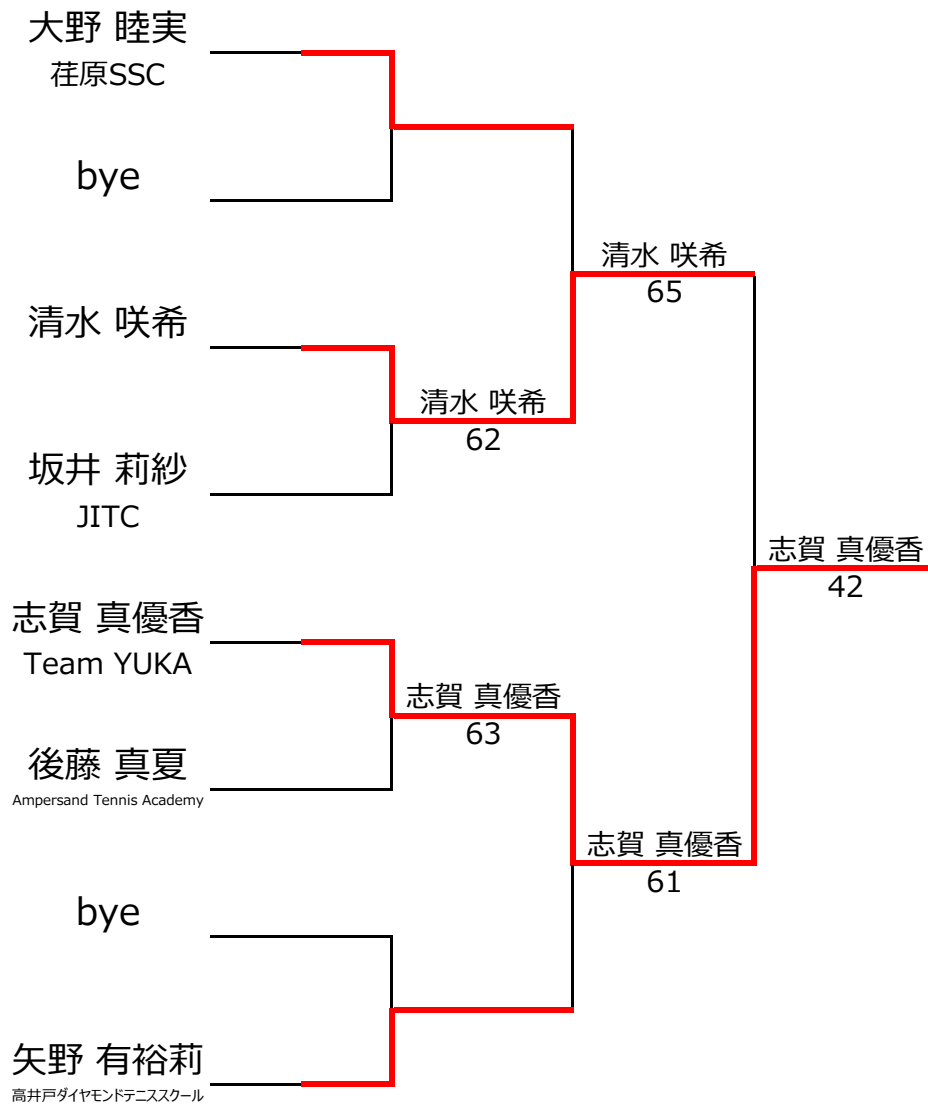 大野 睦実
荏原SSC
bye
清水 咲希
65
清水 咲希
清水 咲希
62
坂井 莉紗
JITC
志賀 真優香
42
志賀 真優香
Team YUKA
志賀 真優香
63
後藤 真夏
Ampersand Tennis Academy
志賀 真優香
61
bye
矢野 有裕莉
高井戸ダイヤモンドテニススクール